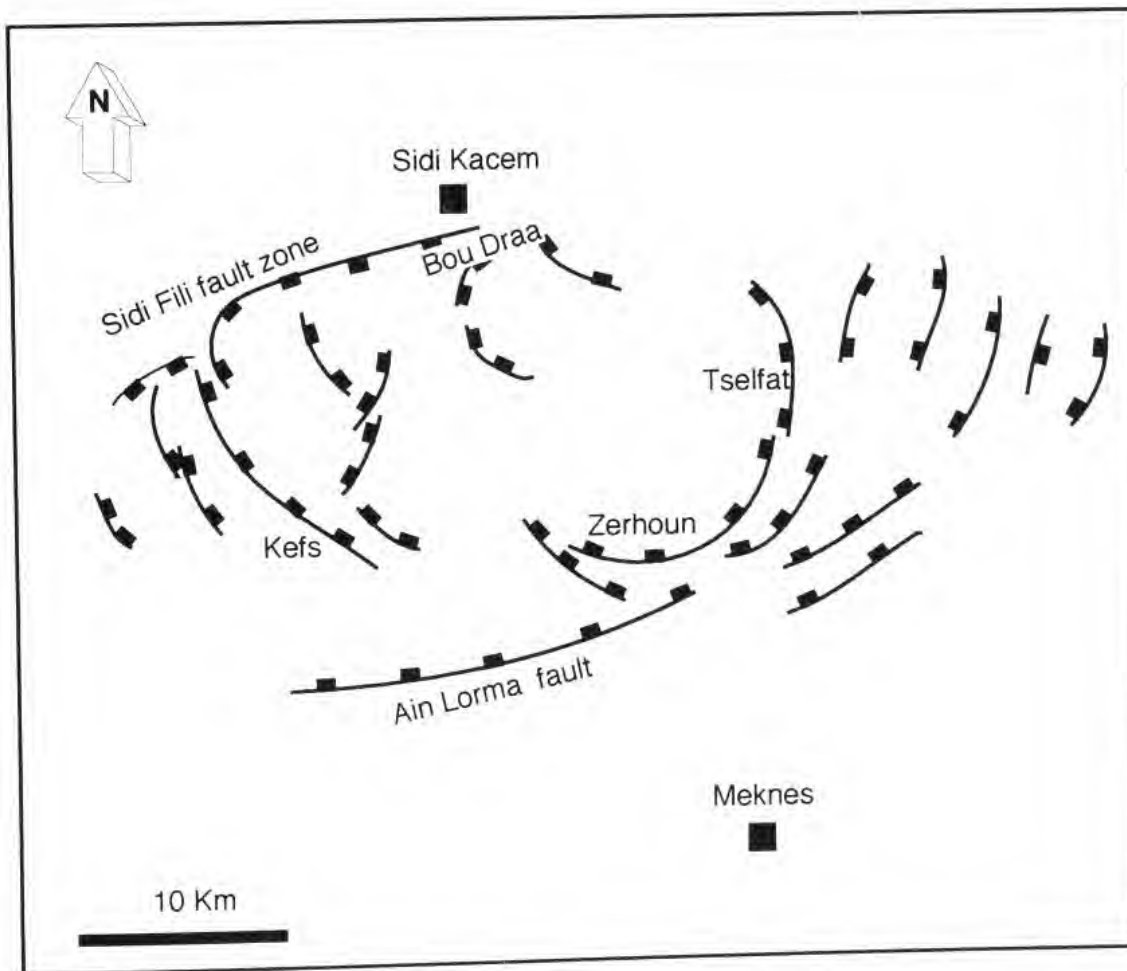 N
Sidi Kacem
Sidi Fili fault zone
Bou Draa
Tselfat
Zerhoun
Kefs
Ain Lorma fault
Meknes
10 Km